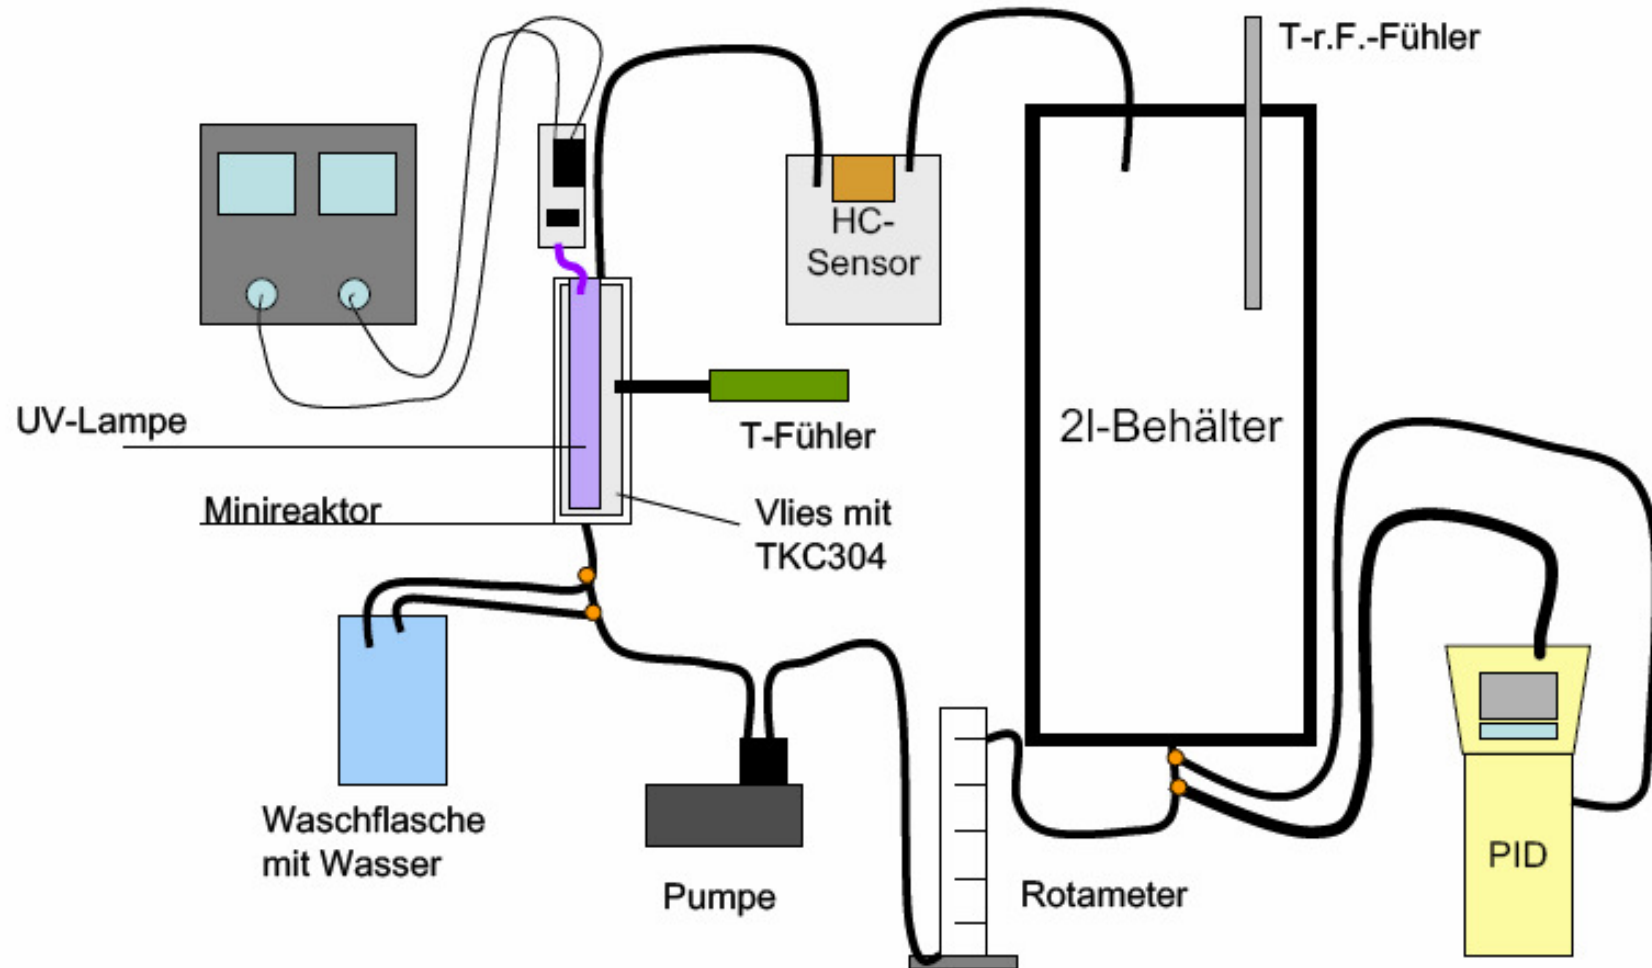 T-r.F.-Fühler
HC-
Sensor
UV-Lampe
T-Fühler
2l-Behälter
Minireaktor
Vlies mit
TKC304
Waschflasche
mit Wasser
Pumpe
Rotameter
PID